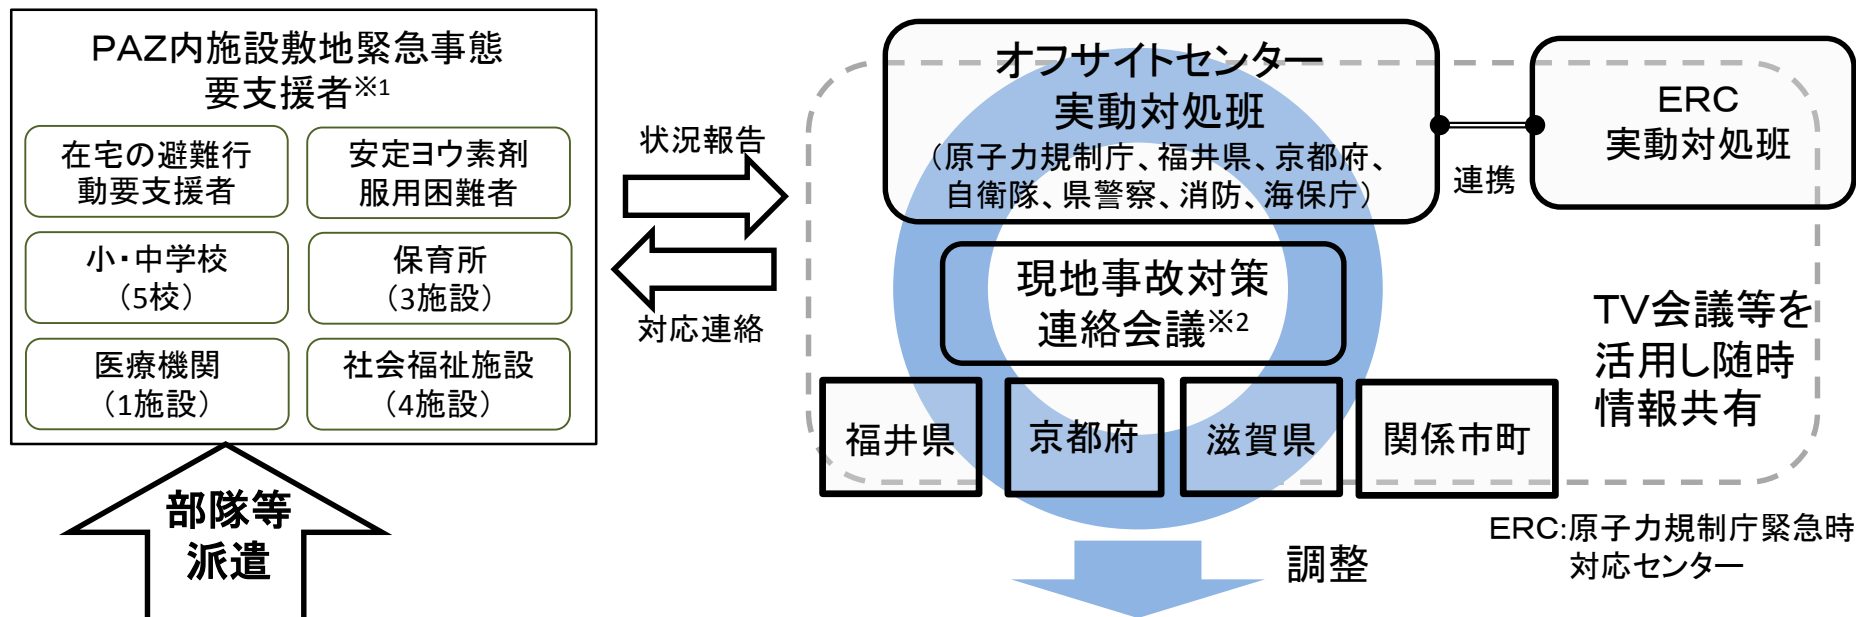 PAZ内施設敷地緊急事態
要支援者※1
在宅の避難行
動要支援者
安定ヨウ素剤
服用困難者
小・中学校
（5校）
保育所
（3施設）
医療機関
（1施設）
社会福祉施設
（4施設）
部隊等
派遣
状況報告
対応連絡
オフサイトセンター
実動対処班
（原子力規制庁、福井県、京都府、
自衛隊、県警察、消防、海保庁）
連携
ERC
実動対処班
現地事故対策
連絡会議※2
福井県
京都府
滋賀県
関係市町
TV会議等を
活用し随時
情報共有
調整
ERC:原子力規制庁緊急時
対応センター